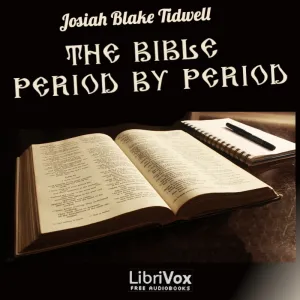 Josiah Blake Tidwell
THE BIBLE
PERIOD BY PERIOD
LibriVox
FREE AUDIOBOOKS